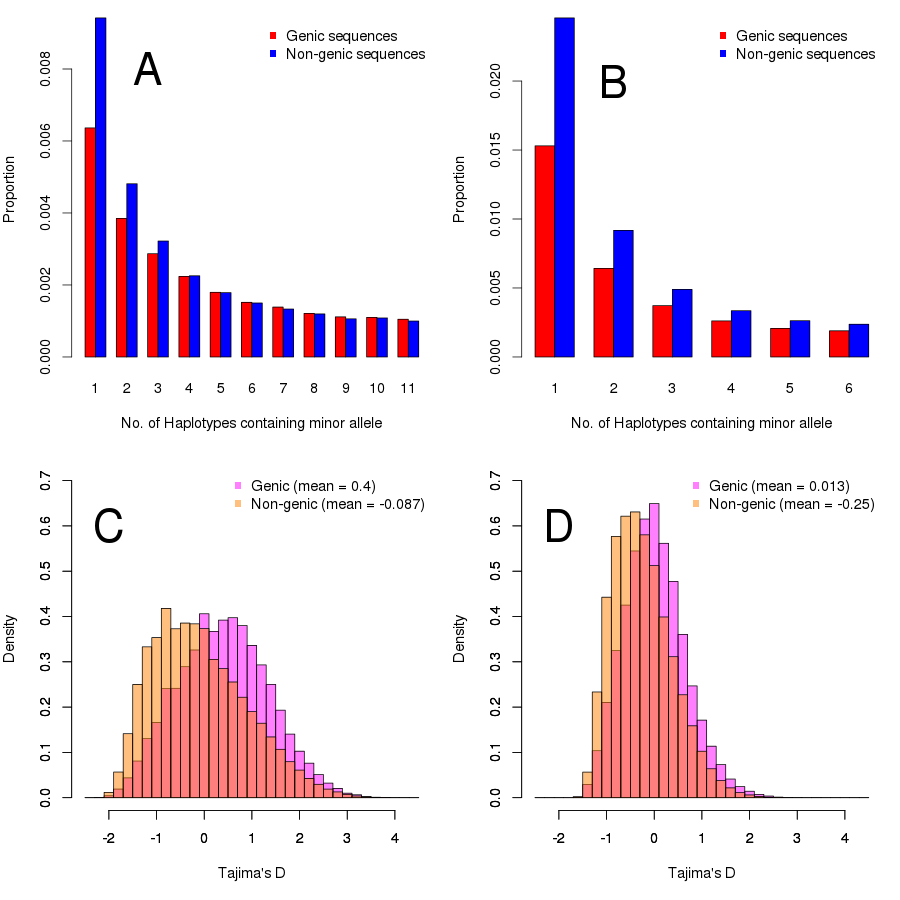 A
Genic sequences
Non-genic sequences
Proportion
0.000 0.002 0.004 0.006 0.008
1 2 3 4 5 6 7 8 9 10 11
No. of Haplotypes containing minor allele
B
Genic sequences
Non-genic sequences
Proportion
0.000 0.005 0.010 0.015 0.020
1 2 3 4 5 6
No. of Haplotypes containing minor allele
C
Genic (mean = 0.4)
Non-genic (mean = -0.087)
Density
0.0 0.1 0.2 0.3 0.4 0.5 0.6 0.7
-2 -1 0 1 2 3 4
Tajima's D
D
Genic (mean = 0.013)
Non-genic (mean = -0.25)
Density
0.0 0.1 0.2 0.3 0.4 0.5 0.6 0.7
-2 -1 0 1 2 3 4
Tajima's D